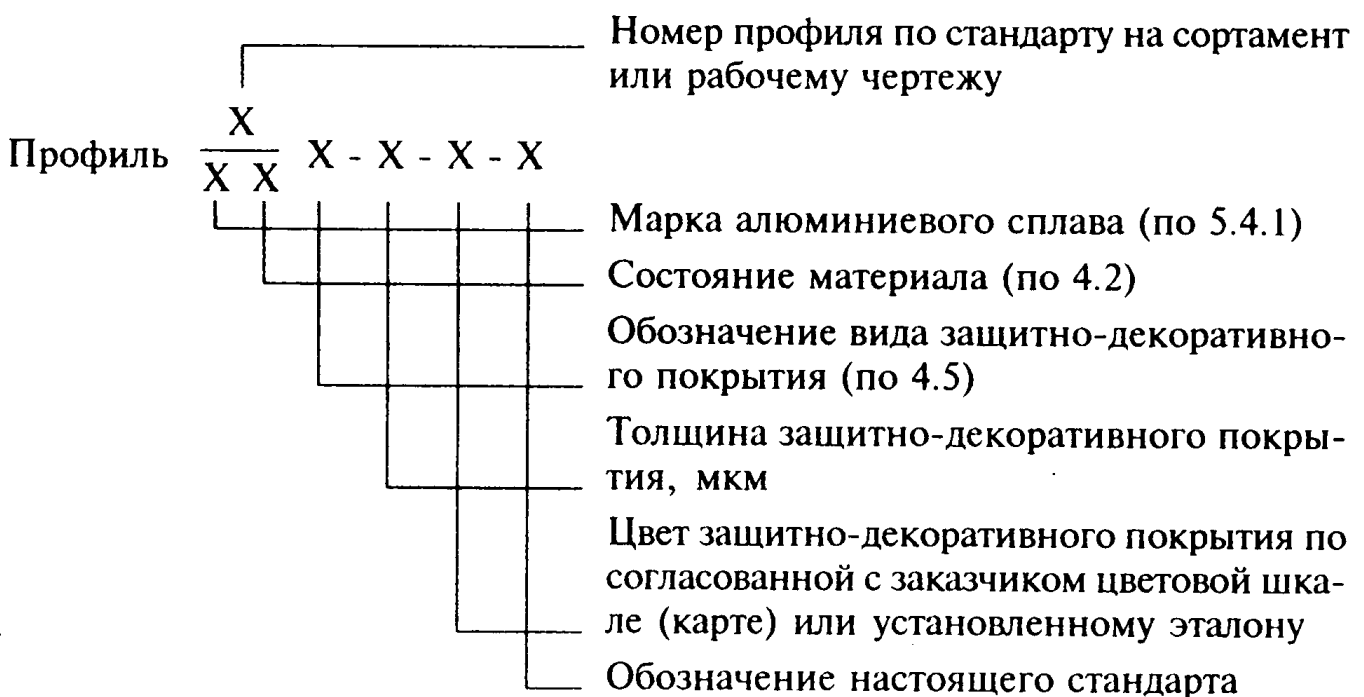 Номер профиля по стандарту на сортамент
или рабочему чертежу
X
Профиль X X X - X - X - X
Марка алюминиевого сплава (по 5.4.1)
Состояние материала (по 4.2)
Обозначение вида защитно-декоративно-
го покрытия (по 4.5)
Толщина защитно-декоративного покры-
тия, мкм
Цвет защитно-декоративного покрытия по
согласованной с заказчиком цветовой шка-
ле (карте) или установленному эталону
Обозначение настоящего стандарта